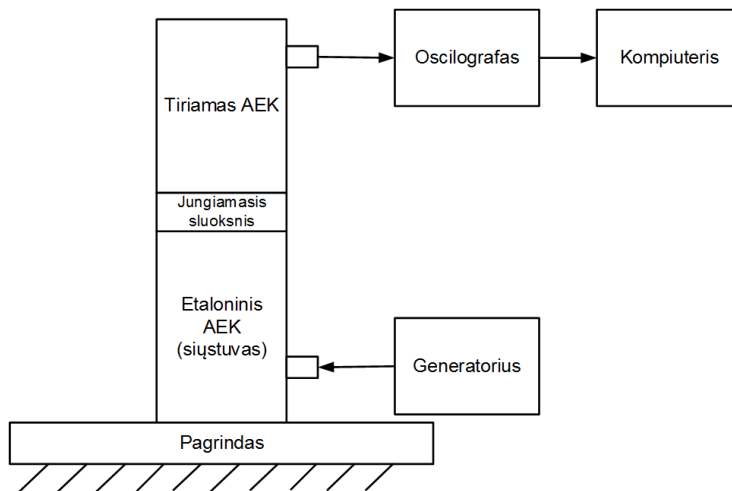 Tiriamas AEK
Oscilografas
Kompiuteris
Jungiamasis
sluoksnis
Etaloninis
AEK
(siųstuvas)
Generatorius
Pagrindas